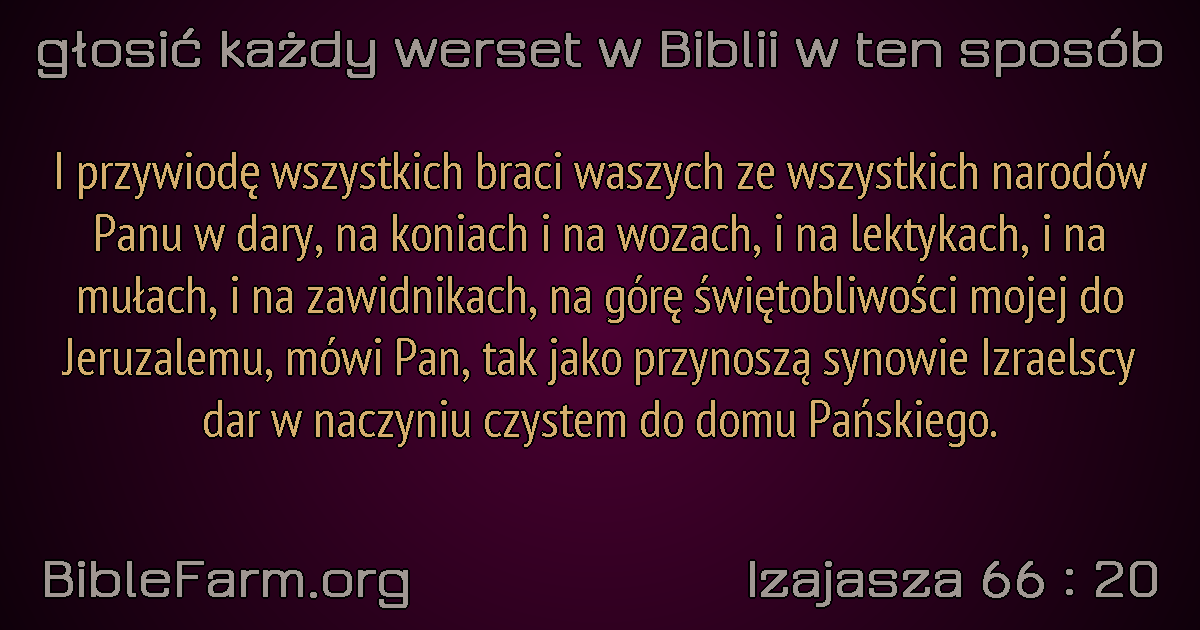 głosić każdy werset w Biblii w ten sposób
I przywiodę wszystkich braci waszych ze wszystkich narodów
Panu w dary, na koniach i na wozach, i na lektykach, i na
mułach, i na zawidnikach, na górę świętobliwości mojej do
Jeruzalemu, mówi Pan, tak jako przynoszą synowie Izraelscy
dar w naczyniu czystem do domu Pańskiego.
BibleFarm.org
Izajasza 66 : 20